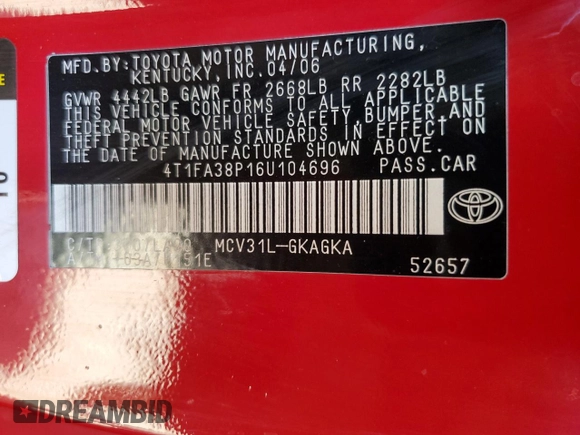 MFD. BY: TOYOTA MOTOR MANUFACTURING,
KENTUCKY, INC. 04/06
GVWR 4442LB GAWR FR 2668LB RR 2282LB
THIS VEHICLE CONFORMS TO ALL APPLICABLE
FEDERAL MOTOR VEHICLE SAFETY, BUMPER, AND
THEFT PREVENTION STANDARDS IN EFFECT ON
THE DATE OF MANUFACTURE SHOWN ABOVE.
4T1FA38P16U104696 PASS. CAR
MCV31L-GKAGKA
51E
52657
DREAMBID